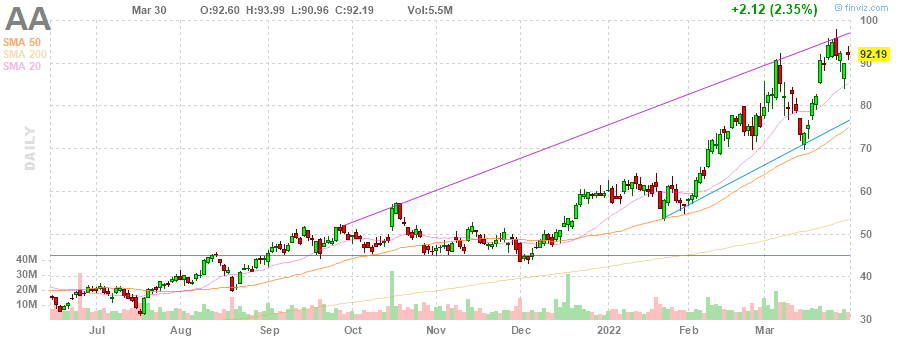 AA
Mar 30 O:92.60 H:93.99 L:90.96 C:92.19 Vol:5.5M +2.12 (2.35%) © finviz.com
SMA 50
SMA 200
SMA 20
DAILY
100
92.19
90
80
70
60
50
40
30
40M
30M
20M
10M
Jul Aug Sep Oct Nov Dec 2022 Feb Mar